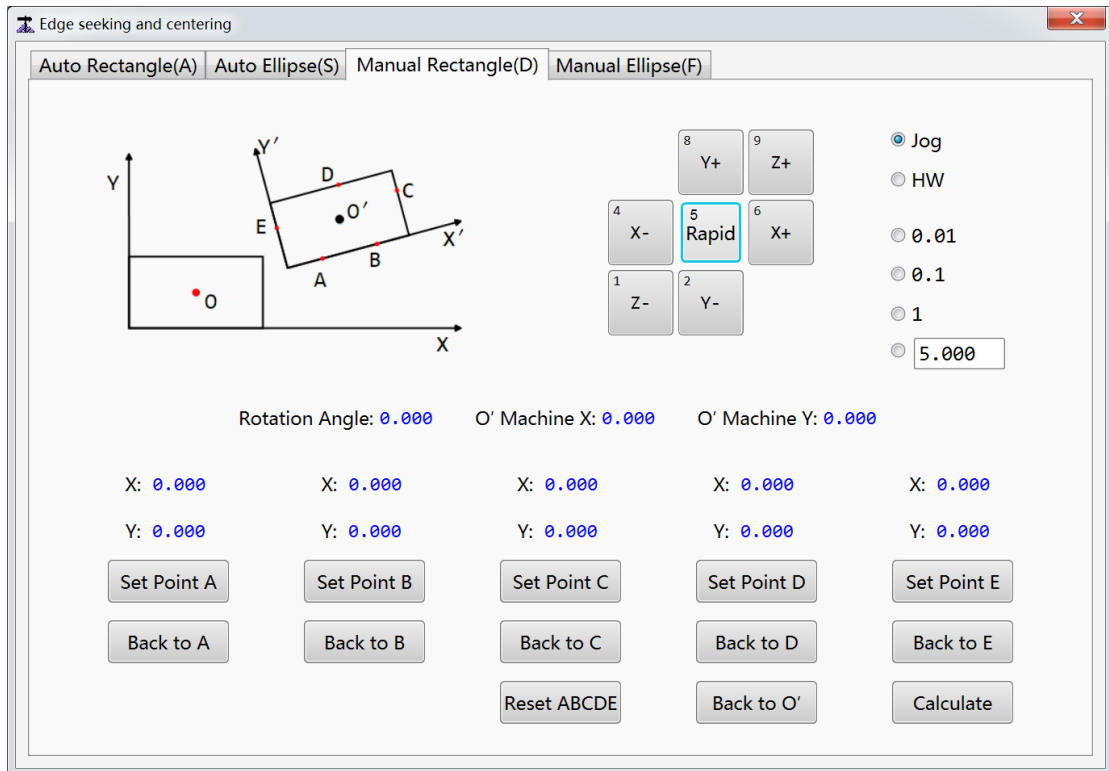 Edge seeking and centering
Auto Rectangle(A) Auto Ellipse(S) Manual Rectangle(D) Manual Ellipse(F)
Y
O
X
Y′
D
C
E
O′
X′
A
B
8 Y+
9 Z+
4 X-
5 Rapid
6 X+
1 Z-
2 Y-
Jog
HW
0.01
0.1
1
5.000
Rotation Angle: 0.000 O′ Machine X: 0.000 O′ Machine Y: 0.000
X: 0.000 X: 0.000 X: 0.000 X: 0.000 X: 0.000
Y: 0.000 Y: 0.000 Y: 0.000 Y: 0.000 Y: 0.000
Set Point A Set Point B Set Point C Set Point D Set Point E
Back to A Back to B Back to C Back to D Back to E
Reset ABCDE Back to O′ Calculate